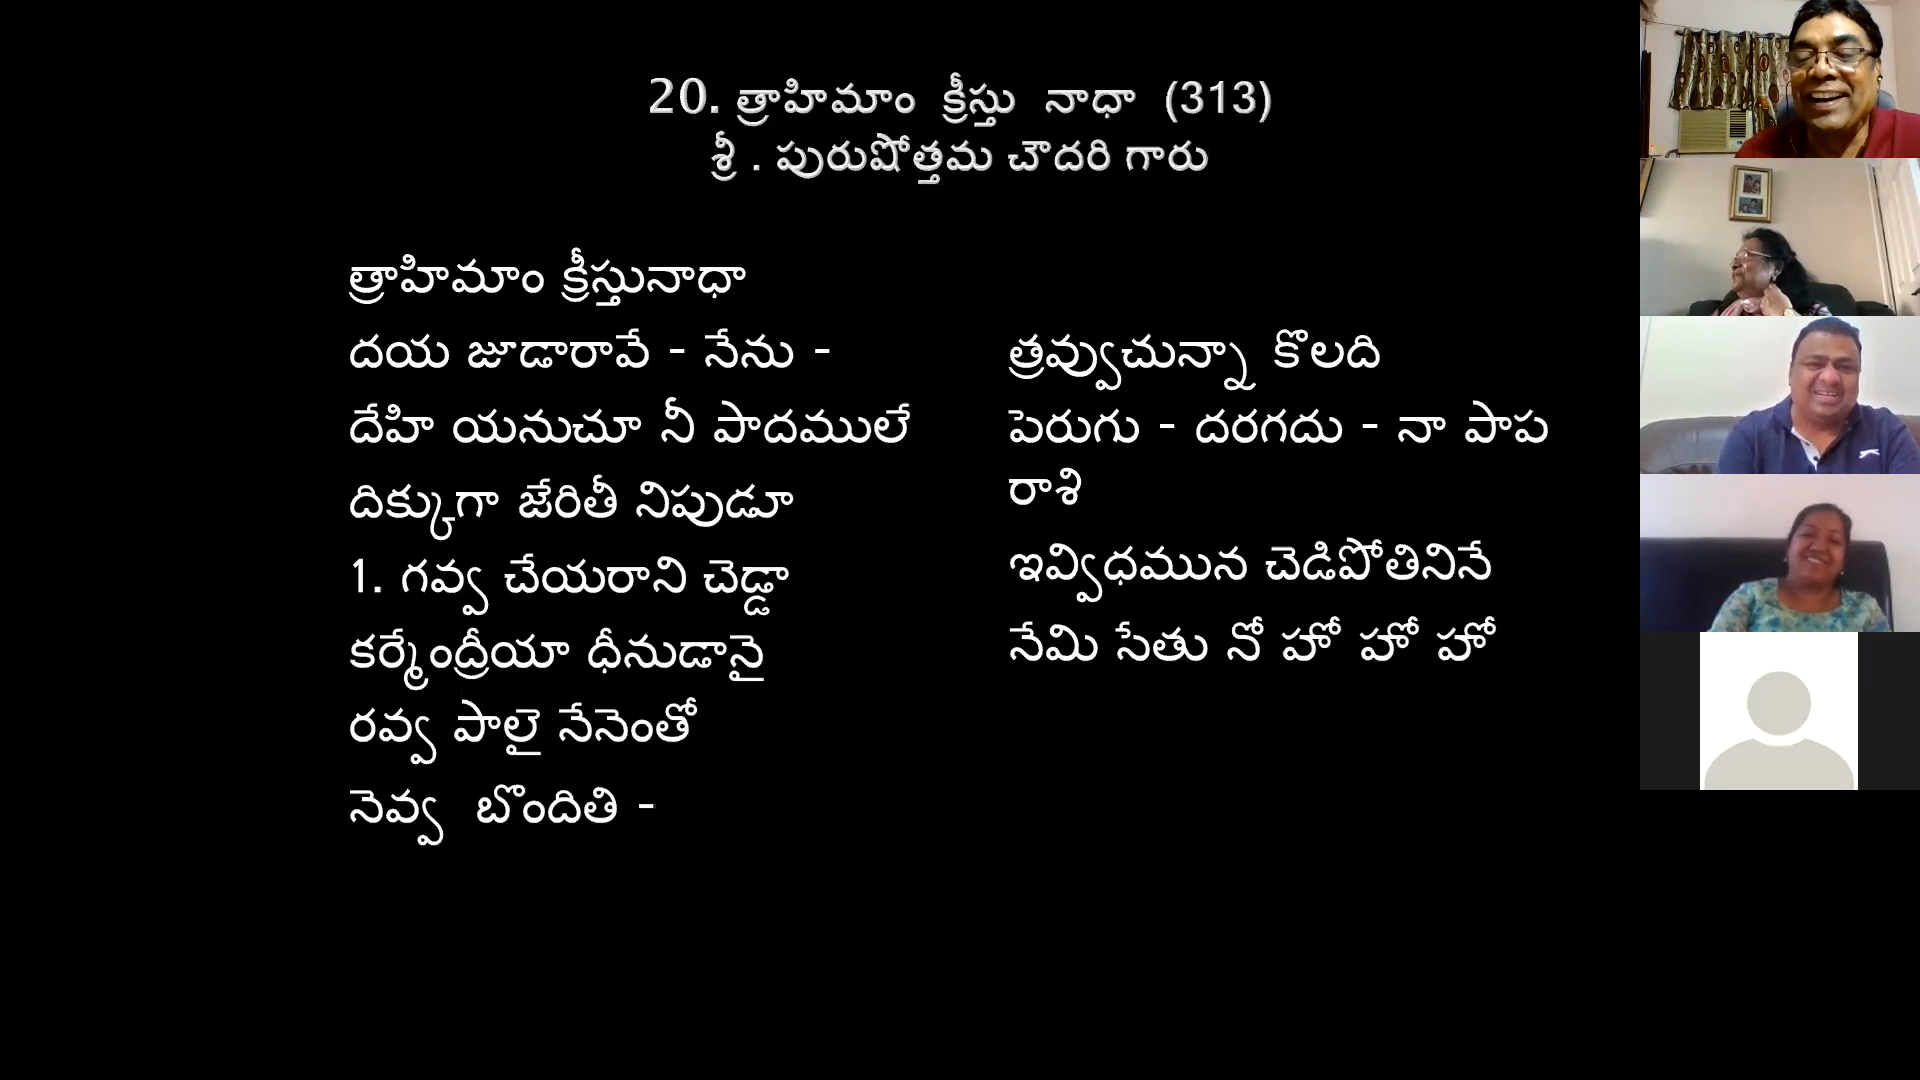 20. త్రాహిమాం క్రీస్తు నాధా (313)
శ్రీ . పురుషోత్తమ చౌదరి గారు
త్రాహిమాం క్రీస్తునాధా
దయ జూడారావే - నేను -
దేహి యనుచూ నీ పాదములే
దిక్కుగా జేరితీ నిపుడూ
1. గవ్వ చేయరాని చెడ్డా
కర్మేంద్రీయా ధీనుడానై
రవ్వ పాలై నేనెంతో
నెవ్వ బొందితి -
త్రవ్వుచున్నా కొలది
పెరుగు - దరగదు - నా పాప
రాశి
ఇవ్విధమున చెడిపోతినినే
నేమి సేతు నో హో హో హో